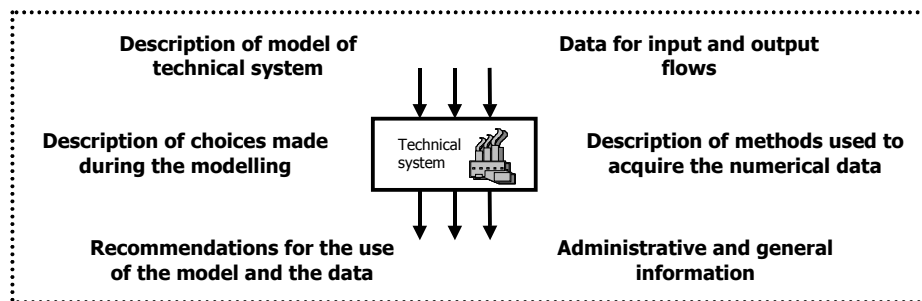 Description of model of
technical system
Data for input and output
flows
Description of choices made
during the modelling
Technical
system
Description of methods used to
acquire the numerical data
Recommendations for the use
of the model and the data
Administrative and general
information